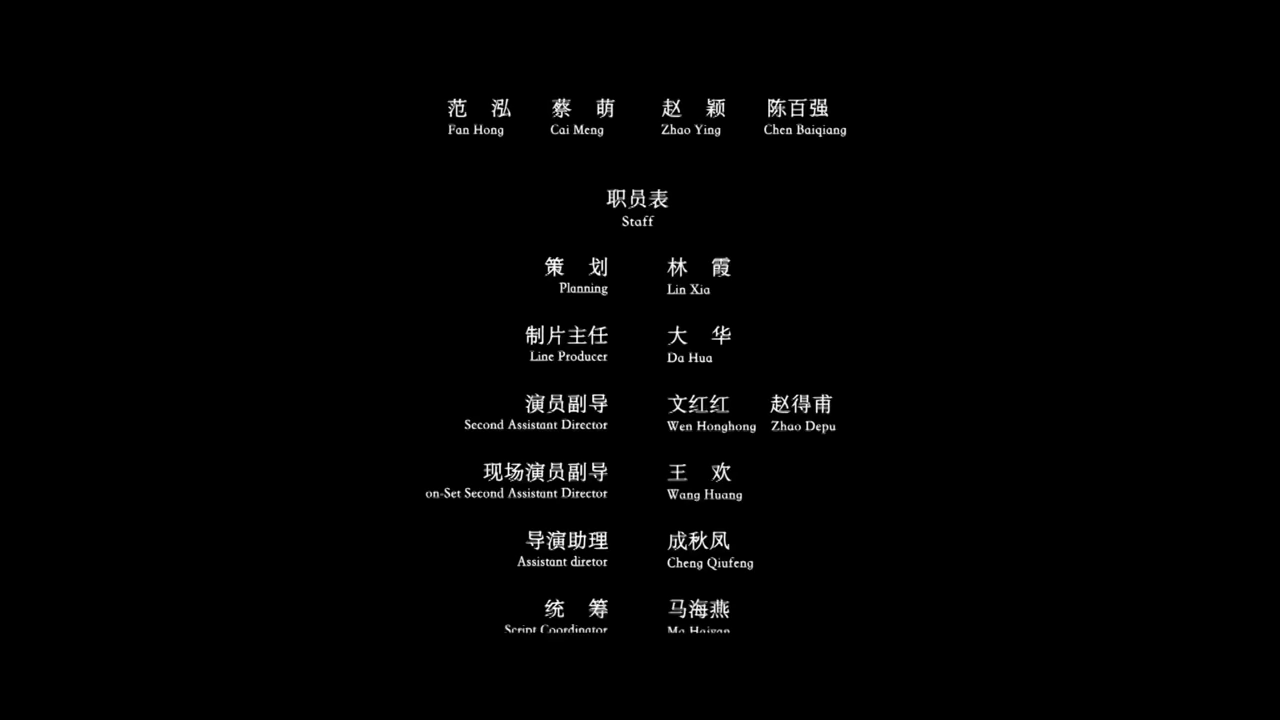 范 泓 蔡 萌 赵 颖 陈百强
Fan Hong Cai Meng Zhao Ying Chen Baiqiang
职员表
Staff
策 划 林 霞
Planning Lin Xia
制片主任 大 华
Line Producer Da Hua
演员副导 文红红 赵得甫
Second Assistant Director Wen Honghong Zhao Depu
现场演员副导 王 欢
on-Set Second Assistant Director Wang Huang
导演助理 成秋凤
Assistant diretor Cheng Qiufeng
统 筹 马海燕
Script Coordinator Ma Haiyan